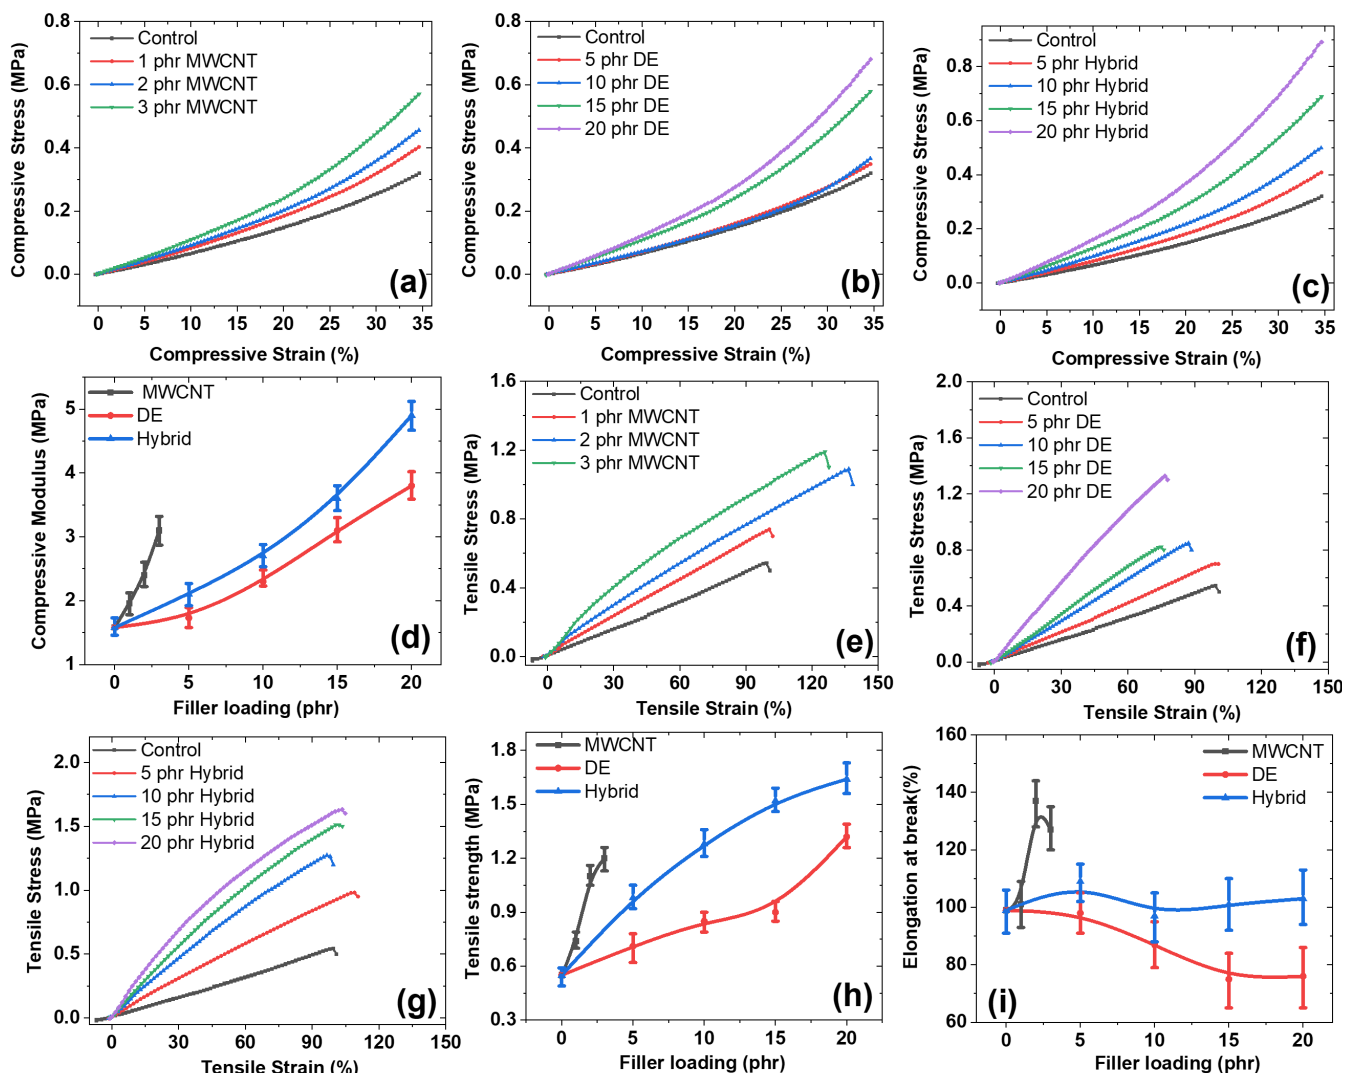 0.8
0.6
0.4
0.2
0.0
Compressive Stress (MPa)
Control
1 phr MWCNT
2 phr MWCNT
3 phr MWCNT
(a)
0 5 10 15 20 25 30 35
Compressive Strain (%)
0.8
0.6
0.4
0.2
0.0
Compressive Stress (MPa)
Control
5 phr DE
10 phr DE
15 phr DE
20 phr DE
(b)
0 5 10 15 20 25 30 35
Compressive Strain (%)
0.8
0.6
0.4
0.2
0.0
Compressive Stress (MPa)
Control
5 phr Hybrid
10 phr Hybrid
15 phr Hybrid
20 phr Hybrid
(c)
0 5 10 15 20 25 30 35
Compressive Strain (%)
5
4
3
2
1
Compressive Modulus (MPa)
MWCNT
DE
Hybrid
(d)
0 5 10 15 20
Filler loading (phr)
1.6
1.2
0.8
0.4
0.0
Tensile Stress (MPa)
Control
1 phr MWCNT
2 phr MWCNT
3 phr MWCNT
(e)
0 30 60 90 120 150
Tensile Strain (%)
2.0
1.6
1.2
0.8
0.4
0.0
Tensile Stress (MPa)
Control
5 phr DE
10 phr DE
15 phr DE
20 phr DE
(f)
0 30 60 90 120 150
Tensile Strain (%)
2.0
1.5
1.0
0.5
0.0
Tensile Stress (MPa)
Control
5 phr Hybrid
10 phr Hybrid
15 phr Hybrid
20 phr Hybrid
(g)
0 30 60 90 120 150
Tensile Strain (%)
1.8
1.5
1.2
0.9
0.6
0.3
Tensile strength (MPa)
MWCNT
DE
Hybrid
(h)
0 5 10 15 20
Filler loading (phr)
160
140
120
100
80
60
Elongation at break(%)
MWCNT
DE
Hybrid
(i)
0 5 10 15 20
Filler loading (phr)